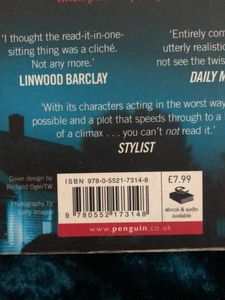 'I thought the read-it-in-one-
sitting thing was a cliché.
Not any more.'
LINWOOD BARCLAY
'Entirely com
utterly realistic
not see the twis
DAILY M
'With its characters acting in the worst way
possible and a plot that speeds through to a
of a climax . . . you can't not read it.'
STYLIST
Cover design by
Richard Ogle/TW
Photography by
Getty Images
ISBN 978-0-5521-7314-8
9 780552 173148
£7.99
ebook & audio
available
www.penguin.co.uk